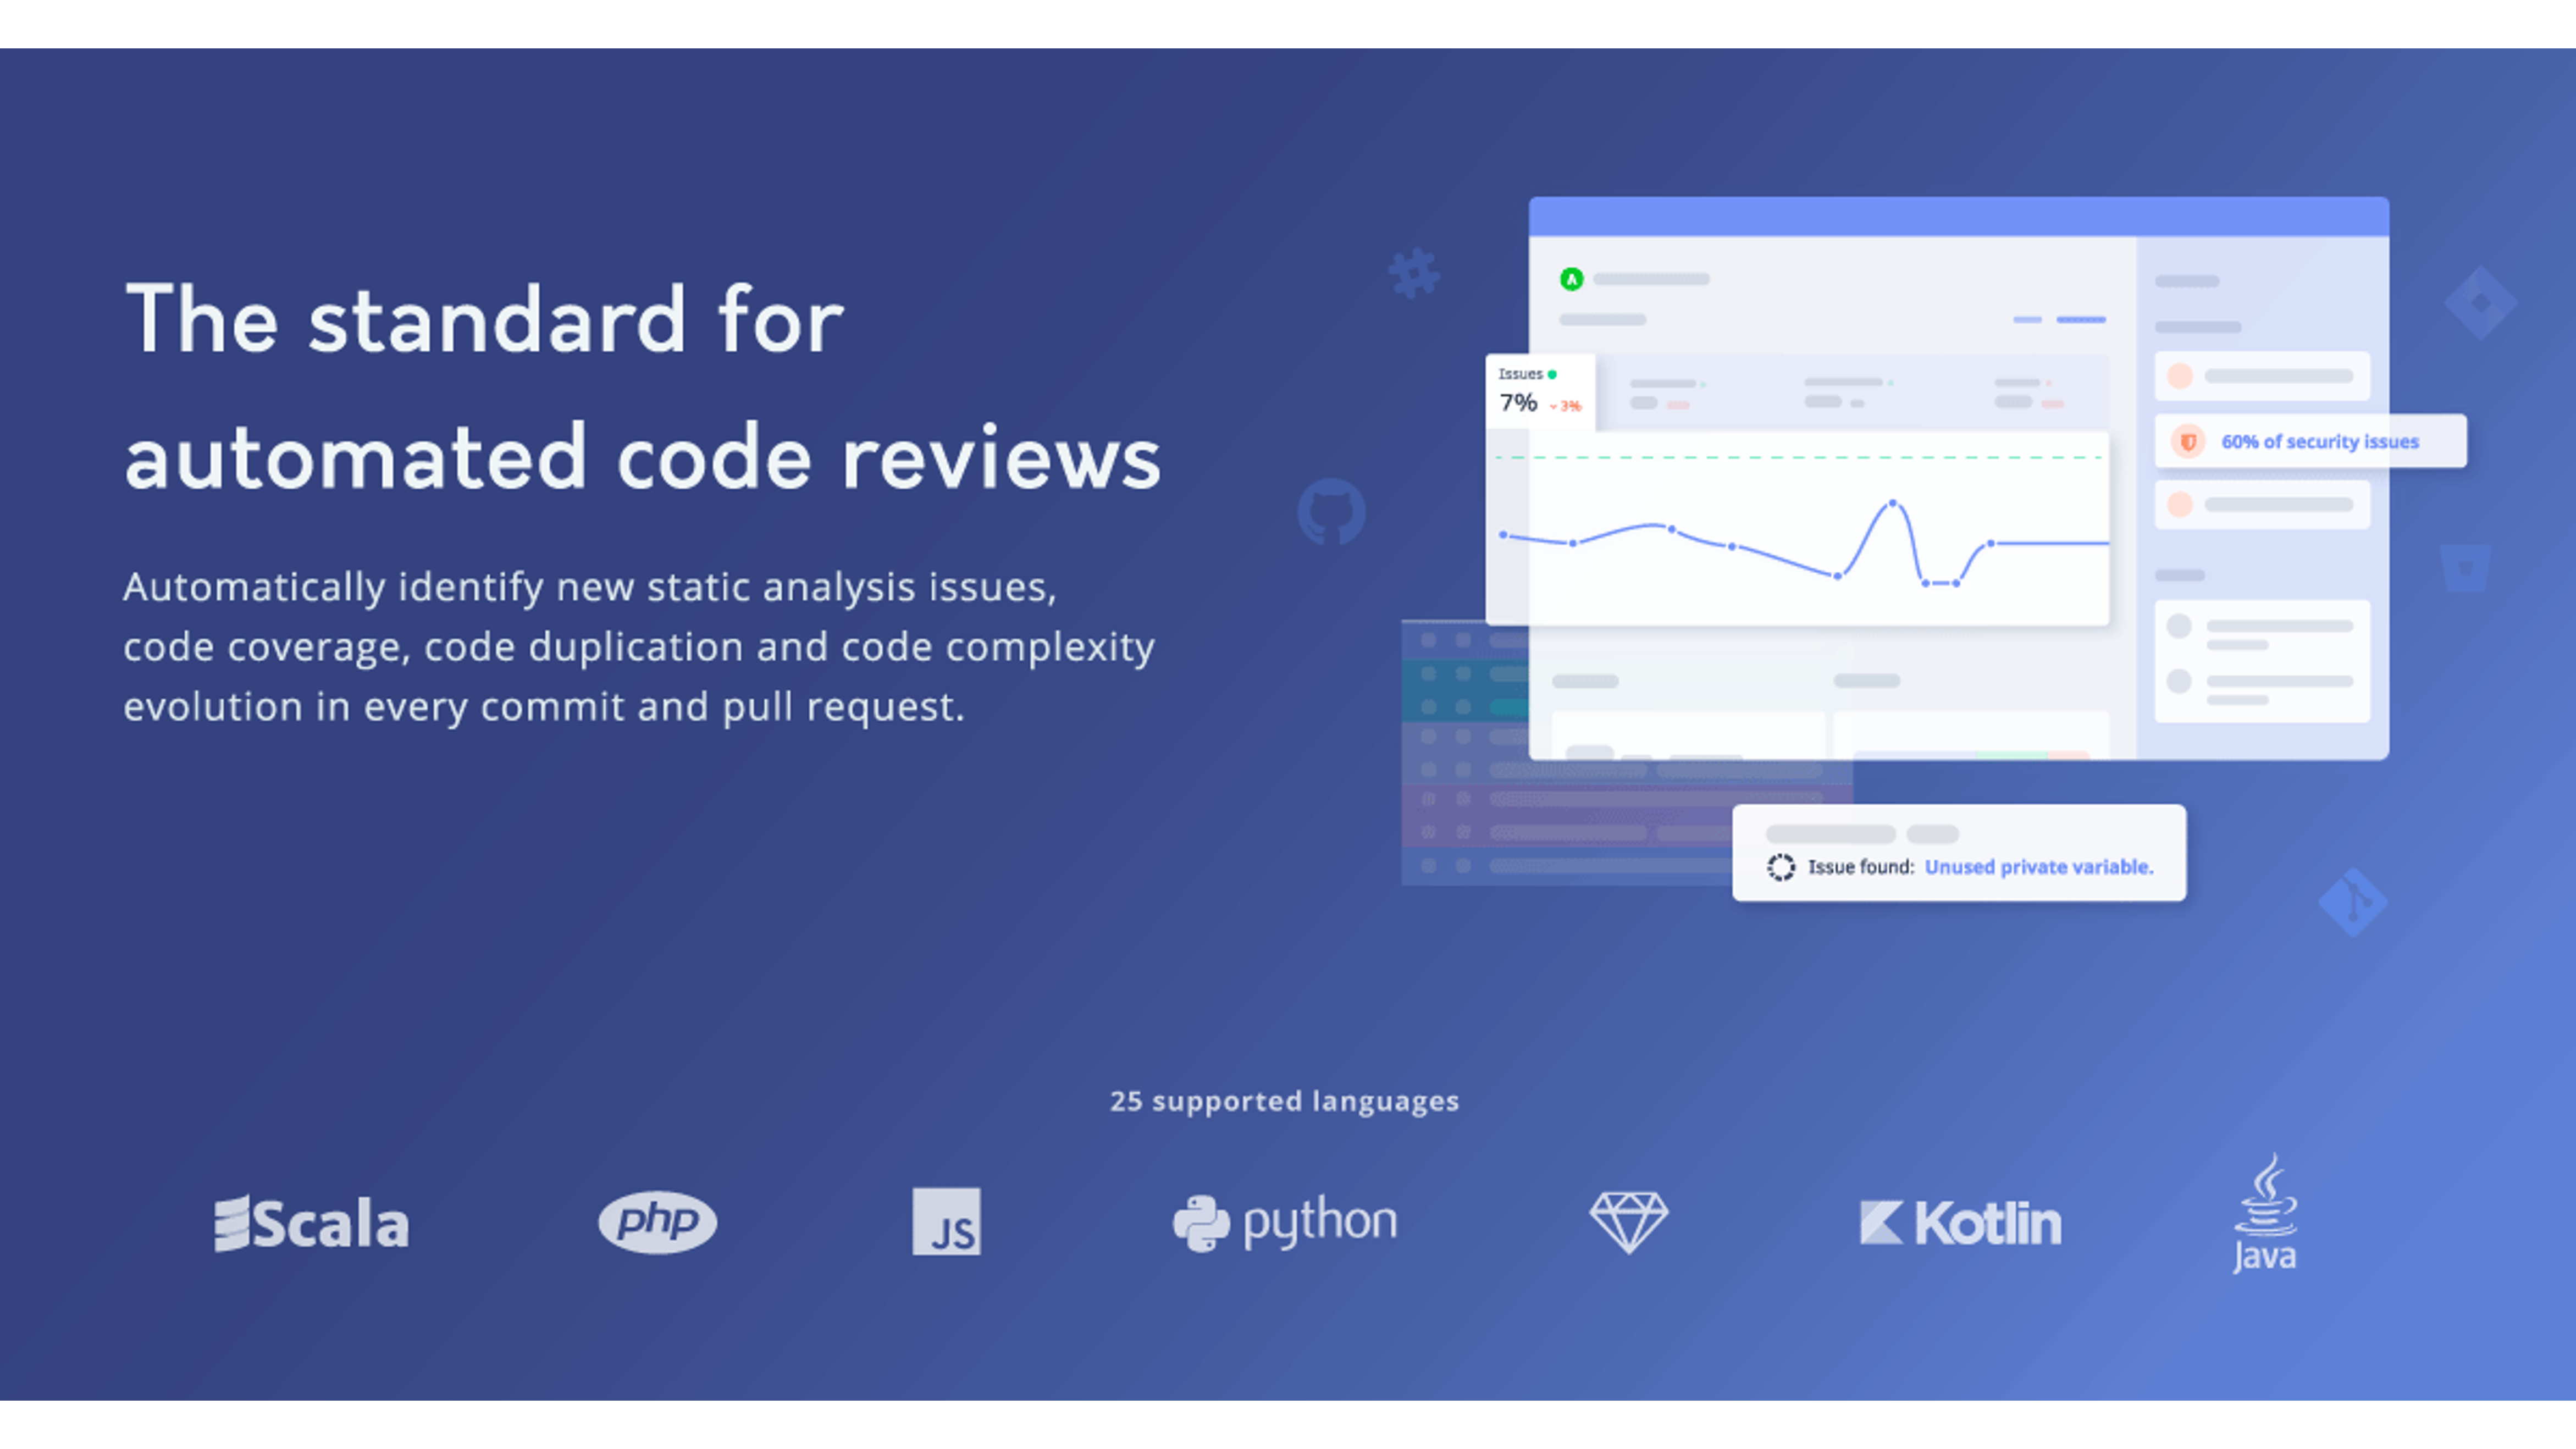 The standard for
automated code reviews
Automatically identify new static analysis issues,
code coverage, code duplication and code complexity
evolution in every commit and pull request.
A
Issues
7% 3%
60% of security issues
Issue found: Unused private variable.
25 supported languages
Scala
php
JS
python
Kotlin
Java